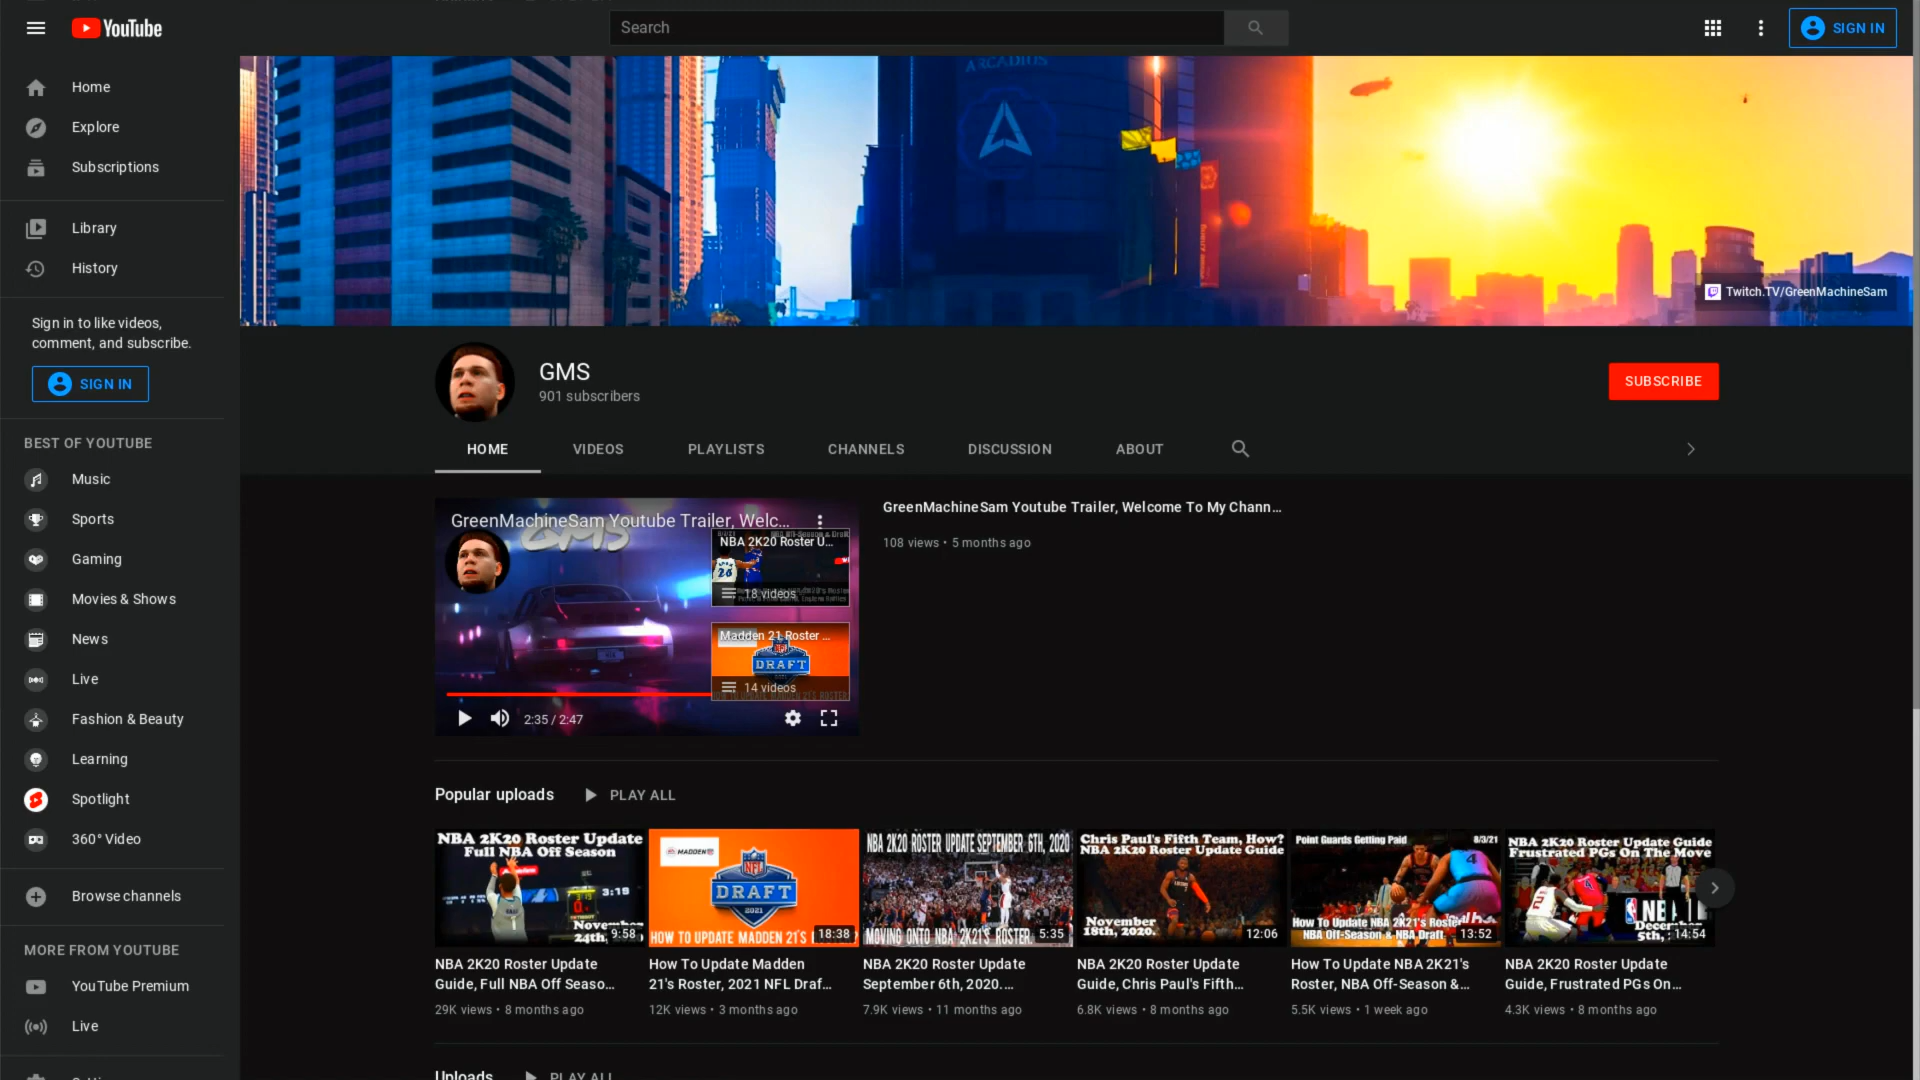 YouTube
Search
SIGN IN
Home
Explore
Subscriptions
Library
History
Sign in to like videos,
comment, and subscribe.
SIGN IN
BEST OF YOUTUBE
Music
Sports
Gaming
Movies & Shows
News
Live
Fashion & Beauty
Learning
Spotlight
360° Video
Browse channels
MORE FROM YOUTUBE
YouTube Premium
Live
ARCADIUS
Twitch.TV/GreenMachineSam
GMS
901 subscribers
SUBSCRIBE
HOME
VIDEOS
PLAYLISTS
CHANNELS
DISCUSSION
ABOUT
GreenMachineSam Youtube Trailer, Welc...
GMS
NBA 2K20 Roster U...
18 videos
Madden 21 Roster ...
DRAFT
14 videos
2:35 / 2:47
GreenMachineSam Youtube Trailer, Welcome To My Chann...
108 views • 5 months ago
Popular uploads
PLAY ALL
NBA 2K20 Roster Update
Full NBA Off Season
3:19
November
24th
9:58
NBA 2K20 Roster Update
Guide, Full NBA Off Seaso...
29K views • 8 months ago
MADDEN
NFL
DRAFT
2021
HOW TO UPDATE MADDEN 21'S
18:38
How To Update Madden
21's Roster, 2021 NFL Draf...
12K views • 3 months ago
NBA 2K20 ROSTER UPDATE SEPTEMBER 6TH, 2020
MOVING ONTO NBA 2K21'S ROSTER.
5:35
NBA 2K20 Roster Update
September 6th, 2020....
7.9K views • 11 months ago
Chris Paul's Fifth Team, How?
NBA 2K20 Roster Update Guide
November
18th, 2020.
12:06
NBA 2K20 Roster Update
Guide, Chris Paul's Fifth...
6.8K views • 8 months ago
Point Guards Getting Paid
8/3/21
How To Update NBA 2K21's Roster
NBA Off-Season & NBA Draft
13:52
How To Update NBA 2K21's
Roster, NBA Off-Season &...
5.5K views • 1 week ago
NBA 2K20 Roster Update Guide
Frustrated PGs On The Move
5th,
14:54
NBA 2K20 Roster Update
Guide, Frustrated PGs On...
4.3K views • 8 months ago
Uploads
PLAY ALL